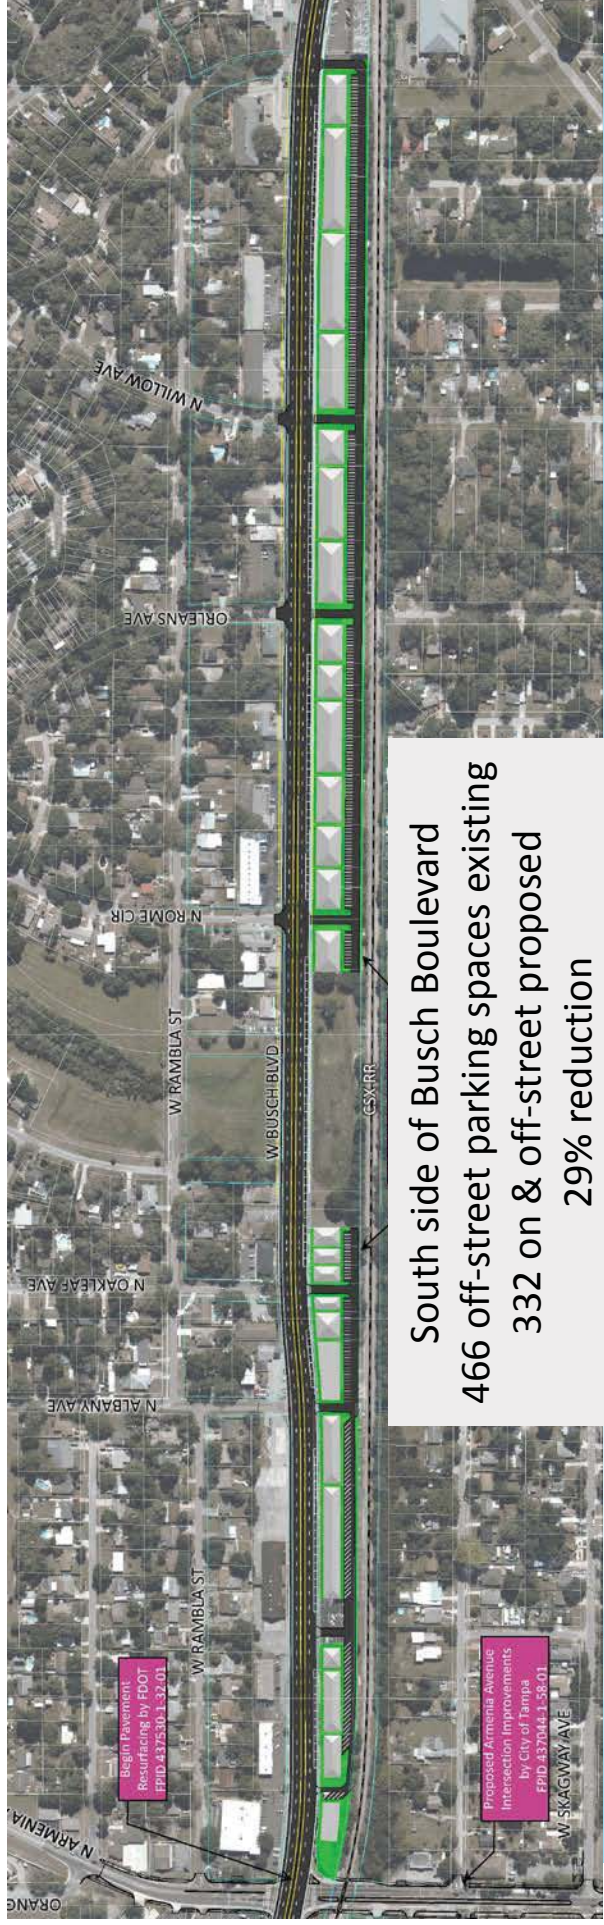 N WILLOW AVE
ORLEANS AVE
N ROME CIR
W RAMBLA ST
W BUSCH BLVD
CSX RR
N OAKLEAF AVE
N ALBANY AVE
W RAMBLA ST
Begin Pavement
Resurfacing by FDOT
FPID 437530-1-32-01
N ARMENIA
ORANG
South side of Busch Boulevard
466 off-street parking spaces existing
332 on & off-street proposed
29% reduction
Proposed Armenia Avenue
Intersection Improvements
by City of Tampa
FPID 437044-1-58-01
W SKAGWAY AVE